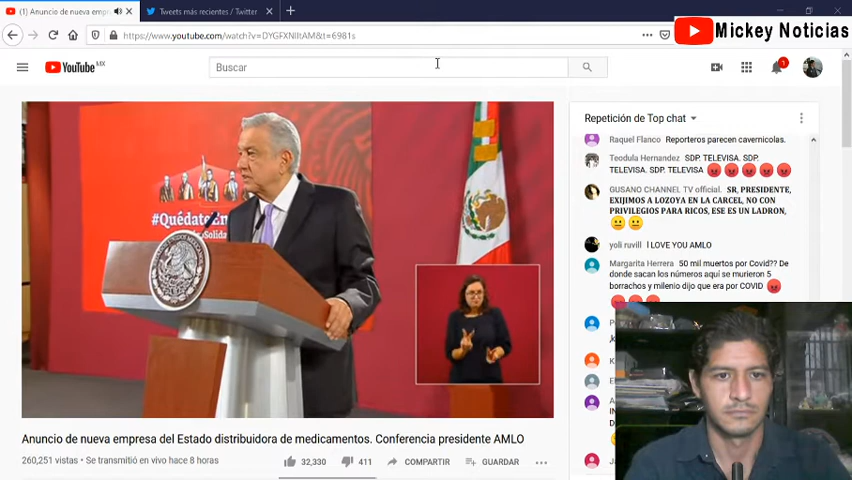 (1) Anuncio de nueva emp
Tweets más recientes / Twitter
https://www.youtube.com/watch?v=DYGFXNIItAM&t=6981s
Mickey Noticias
YouTube MX
Buscar
1
Repetición de Top chat
Raquel Flanco Reporteros parecen cavernicolas.
Teodula Hernandez SDP. TELEVISA. SDP.
TELEVISA. SDP. TELEVISA
GUSANO CHANNEL TV official. SR, PRESIDENTE,
EXIJIMOS A LOZOYA EN LA CARCEL, NO CON
PRIVILEGIOS PARA RICOS, ESE ES UN LADRON,
yoli ruvill I LOVE YOU AMLO
Margarita Herrera 50 mil muertos por Covid?? De
donde sacan los números aquí se murieron 5
borrachos y milenio dijo que era por COVID
#QuédateEn
Anuncio de nueva empresa del Estado distribuidora de medicamentos. Conferencia presidente AMLO
260,251 vistas • Se transmitió en vivo hace 8 horas
32,330
411
COMPARTIR
GUARDAR